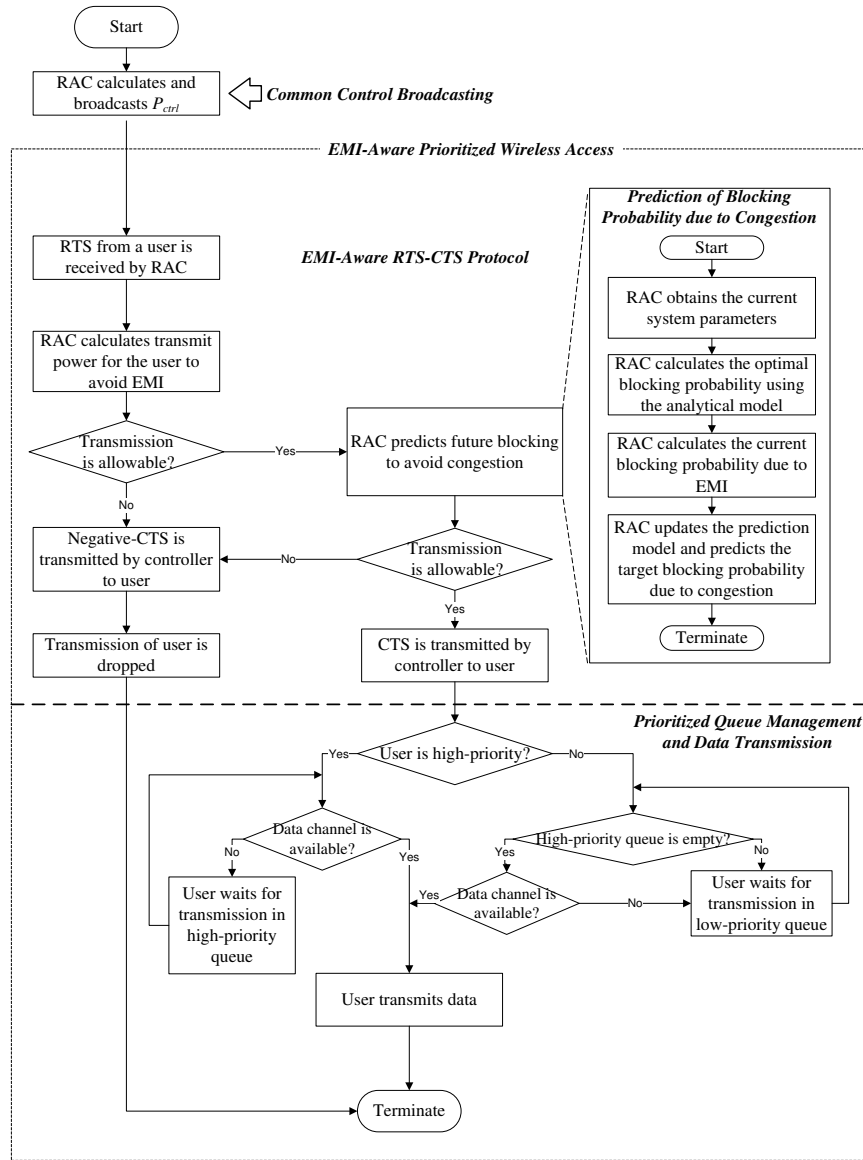 Start
RAC calculates and
broadcasts P_ctrl
Common Control Broadcasting
EMI-Aware Prioritized Wireless Access
RTS from a user is
received by RAC
EMI-Aware RTS-CTS Protocol
RAC calculates transmit
power for the user to
avoid EMI
Transmission
is allowable?
Yes
No
RAC predicts future blocking
to avoid congestion
Prediction of Blocking
Probability due to Congestion
Start
RAC obtains the current
system parameters
RAC calculates the optimal
blocking probability using
the analytical model
RAC calculates the current
blocking probability due to
EMI
RAC updates the prediction
model and predicts the
target blocking probability
due to congestion
Terminate
Negative-CTS is
transmitted by controller
to user
No
Transmission
is allowable?
Yes
Transmission of user is
dropped
CTS is transmitted by
controller to user
Prioritized Queue Management
and Data Transmission
Yes
User is high-priority?
No
Data channel is
available?
No
Yes
High-priority queue is empty?
Yes
No
User waits for
transmission in
high-priority
queue
Yes
Data channel is
available?
No
User waits for
transmission in
low-priority queue
User transmits data
Terminate